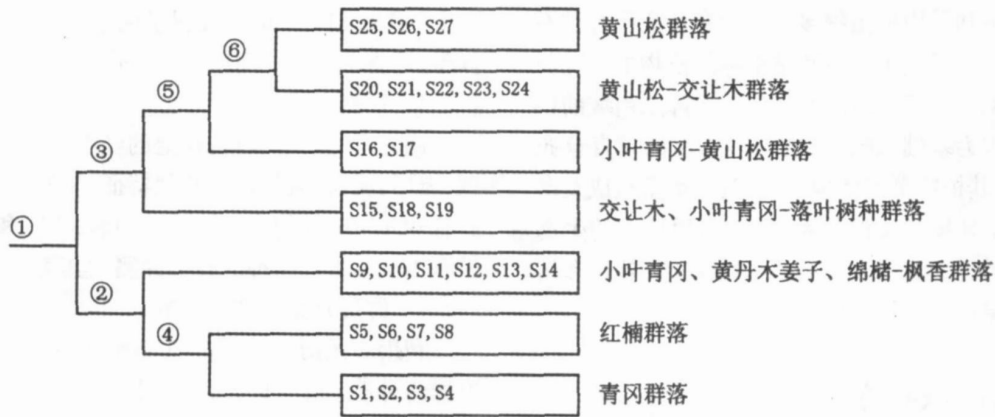 ⑥ S25, S26, S27 黄山松群落
⑤ S20, S21, S22, S23, S24 黄山松-交让木群落
③ S16, S17 小叶青冈-黄山松群落
① S15, S18, S19 交让木、小叶青冈-落叶树种群落
② S9, S10, S11, S12, S13, S14 小叶青冈、黄丹木姜子、绵槠-枫香群落
④ S5, S6, S7, S8 红楠群落
S1, S2, S3, S4 青冈群落